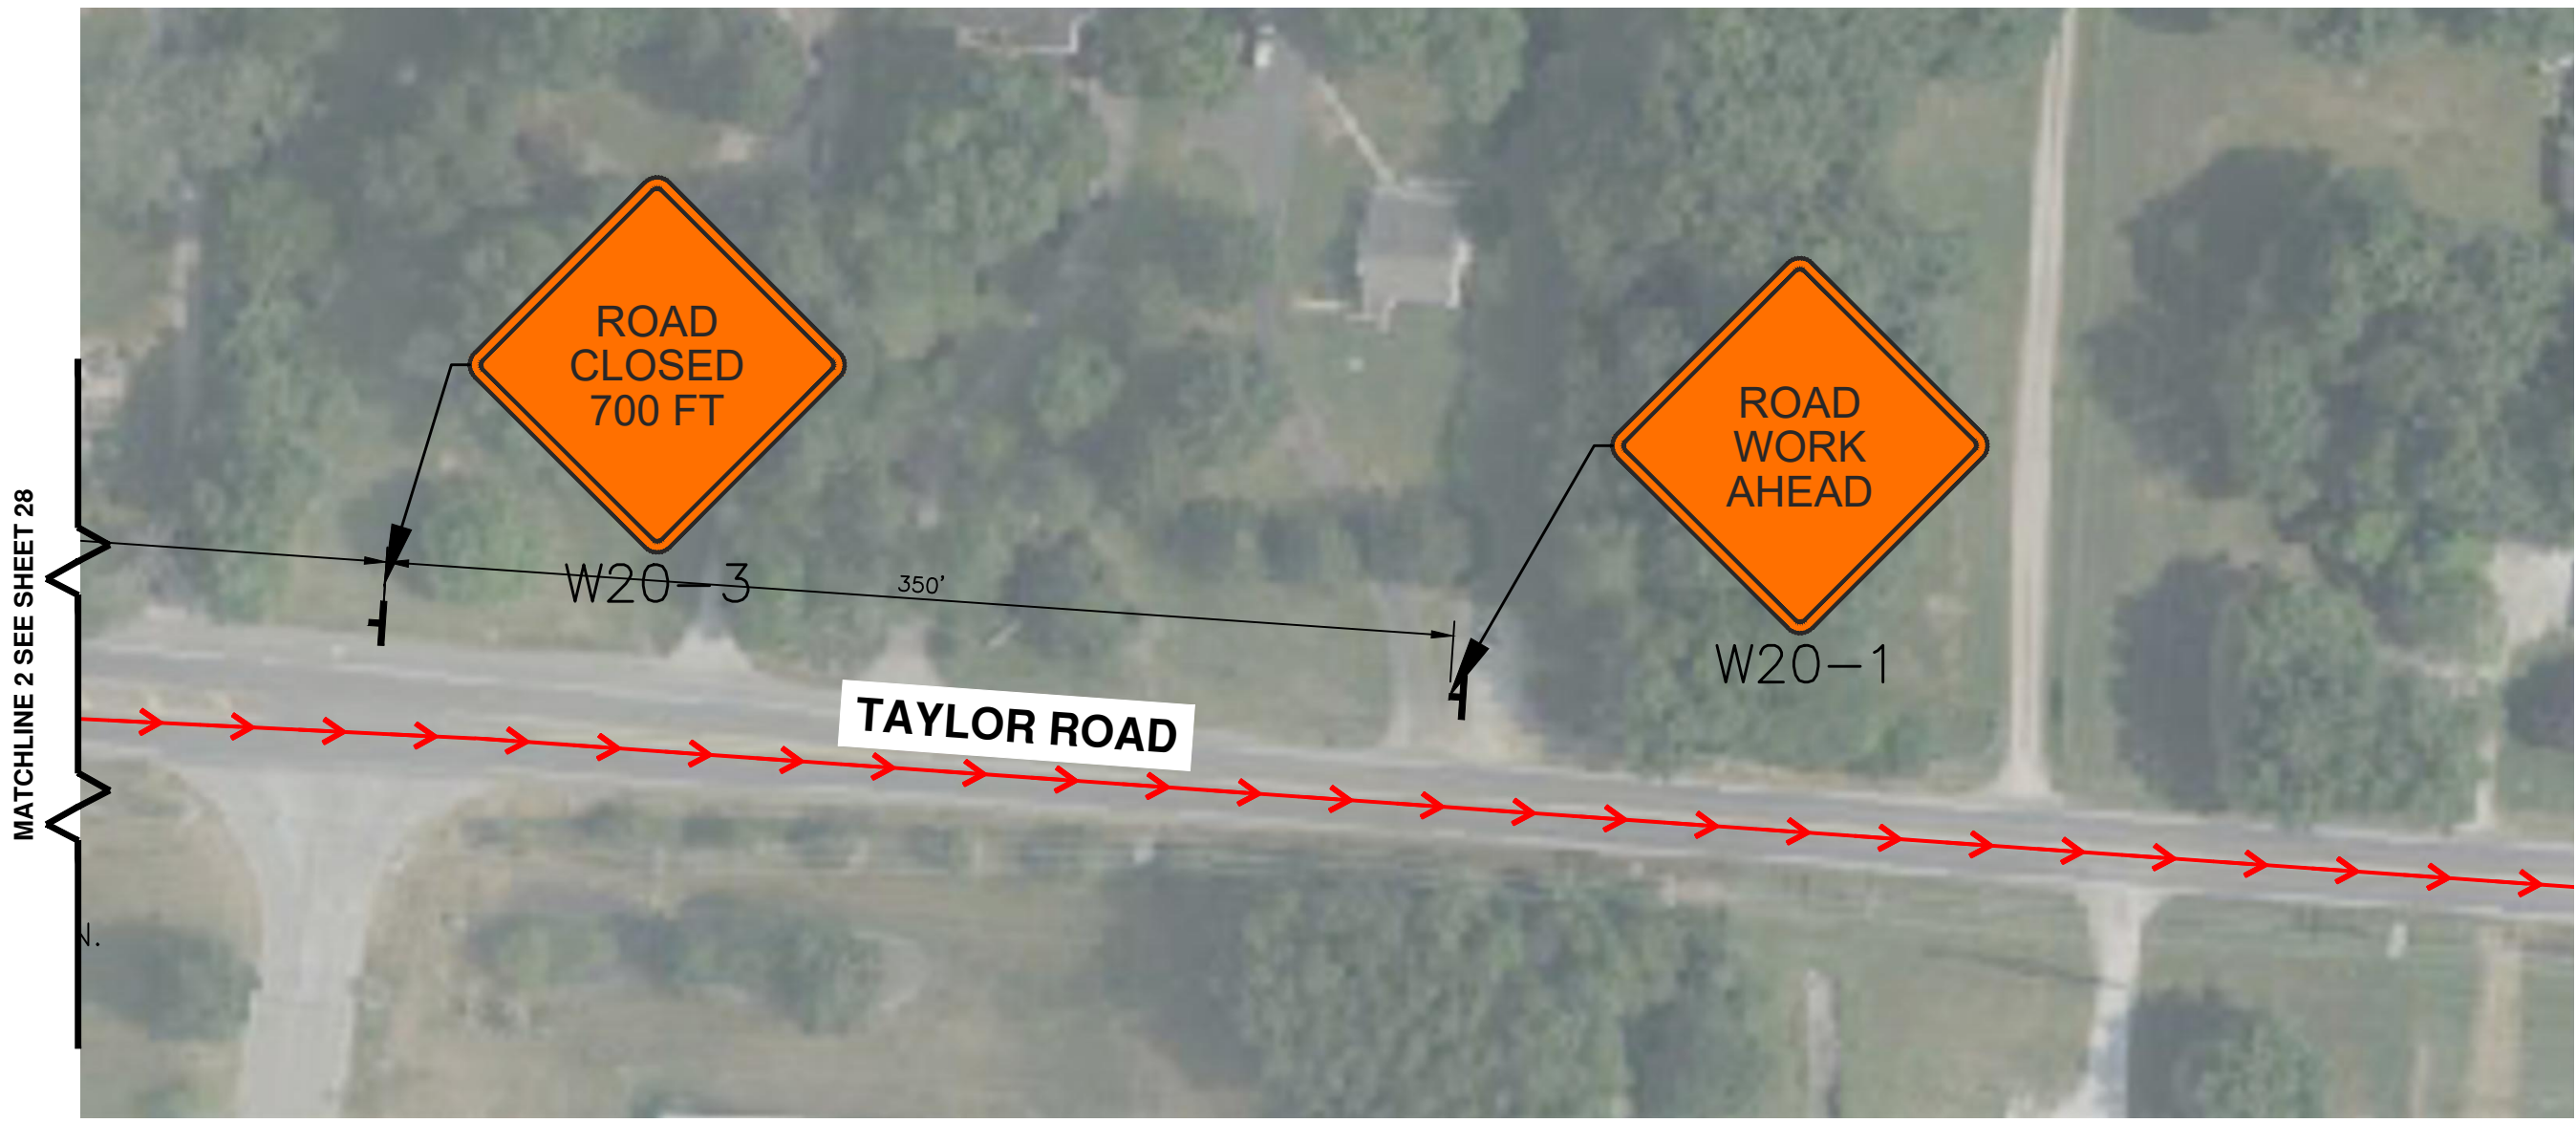 MATCHLINE 2 SEE SHEET 28
ROAD
CLOSED
700 FT
W20-3
350'
ROAD
WORK
AHEAD
W20-1
TAYLOR ROAD
N.